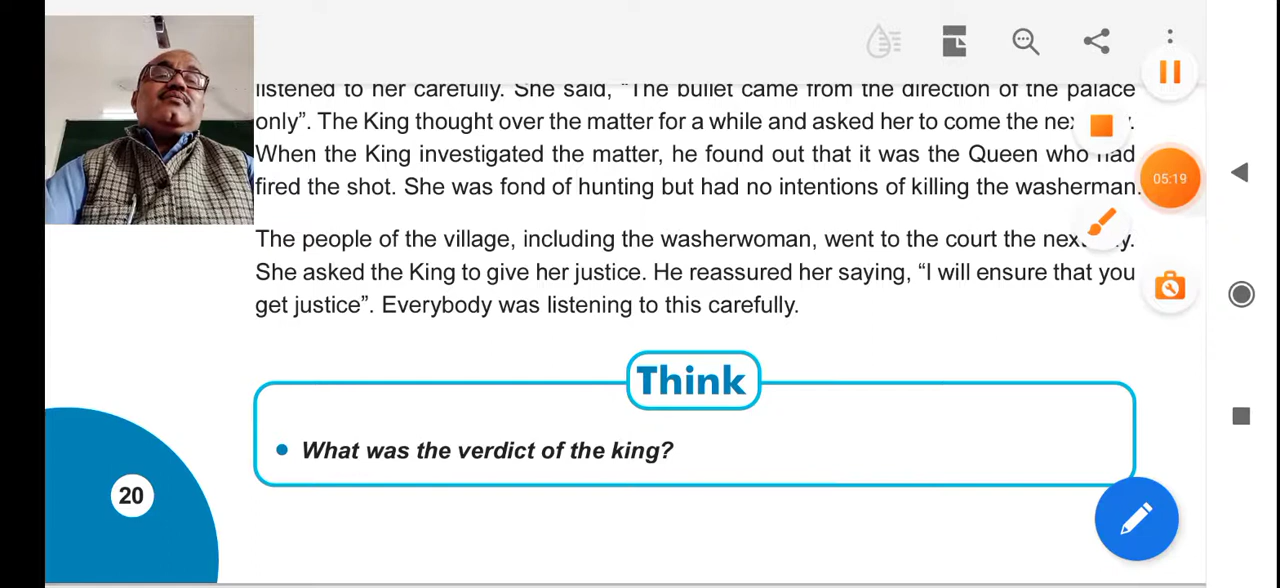 listened to her carefully. She said, “The bullet came from the direction of the palace
only”. The King thought over the matter for a while and asked her to come the
When the King investigated the matter, he found out that it was the Queen who had
fired the shot. She was fond of hunting but had no intentions of killing the washerman.
The people of the village, including the washerwoman, went to the court the
She asked the King to give her justice. He reassured her saying, “I will ensure that you
get justice”. Everybody was listening to this carefully.
Think
• What was the verdict of the king?
20
05:19